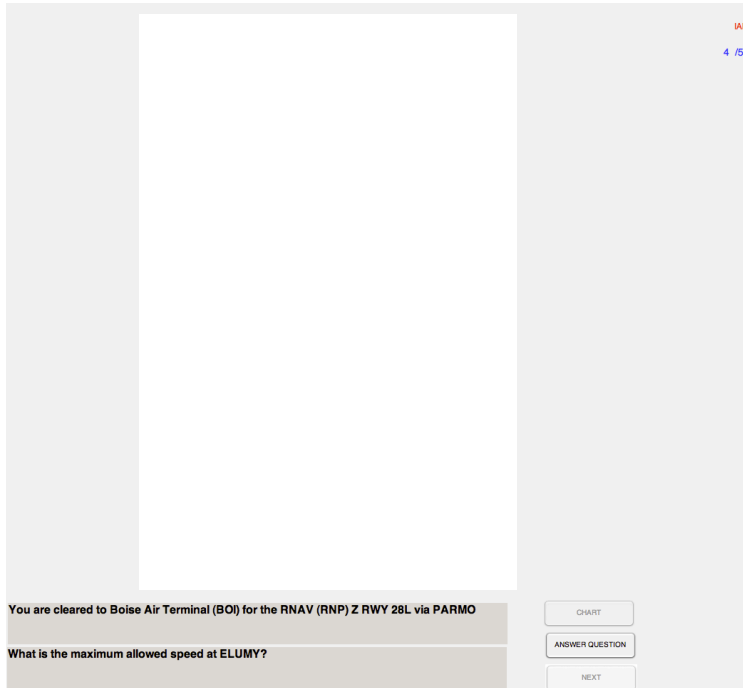 IA
4 /5
You are cleared to Boise Air Terminal (BOI) for the RNAV (RNP) Z RWY 28L via PARMO
CHART
ANSWER QUESTION
What is the maximum allowed speed at ELUMY?
NEXT